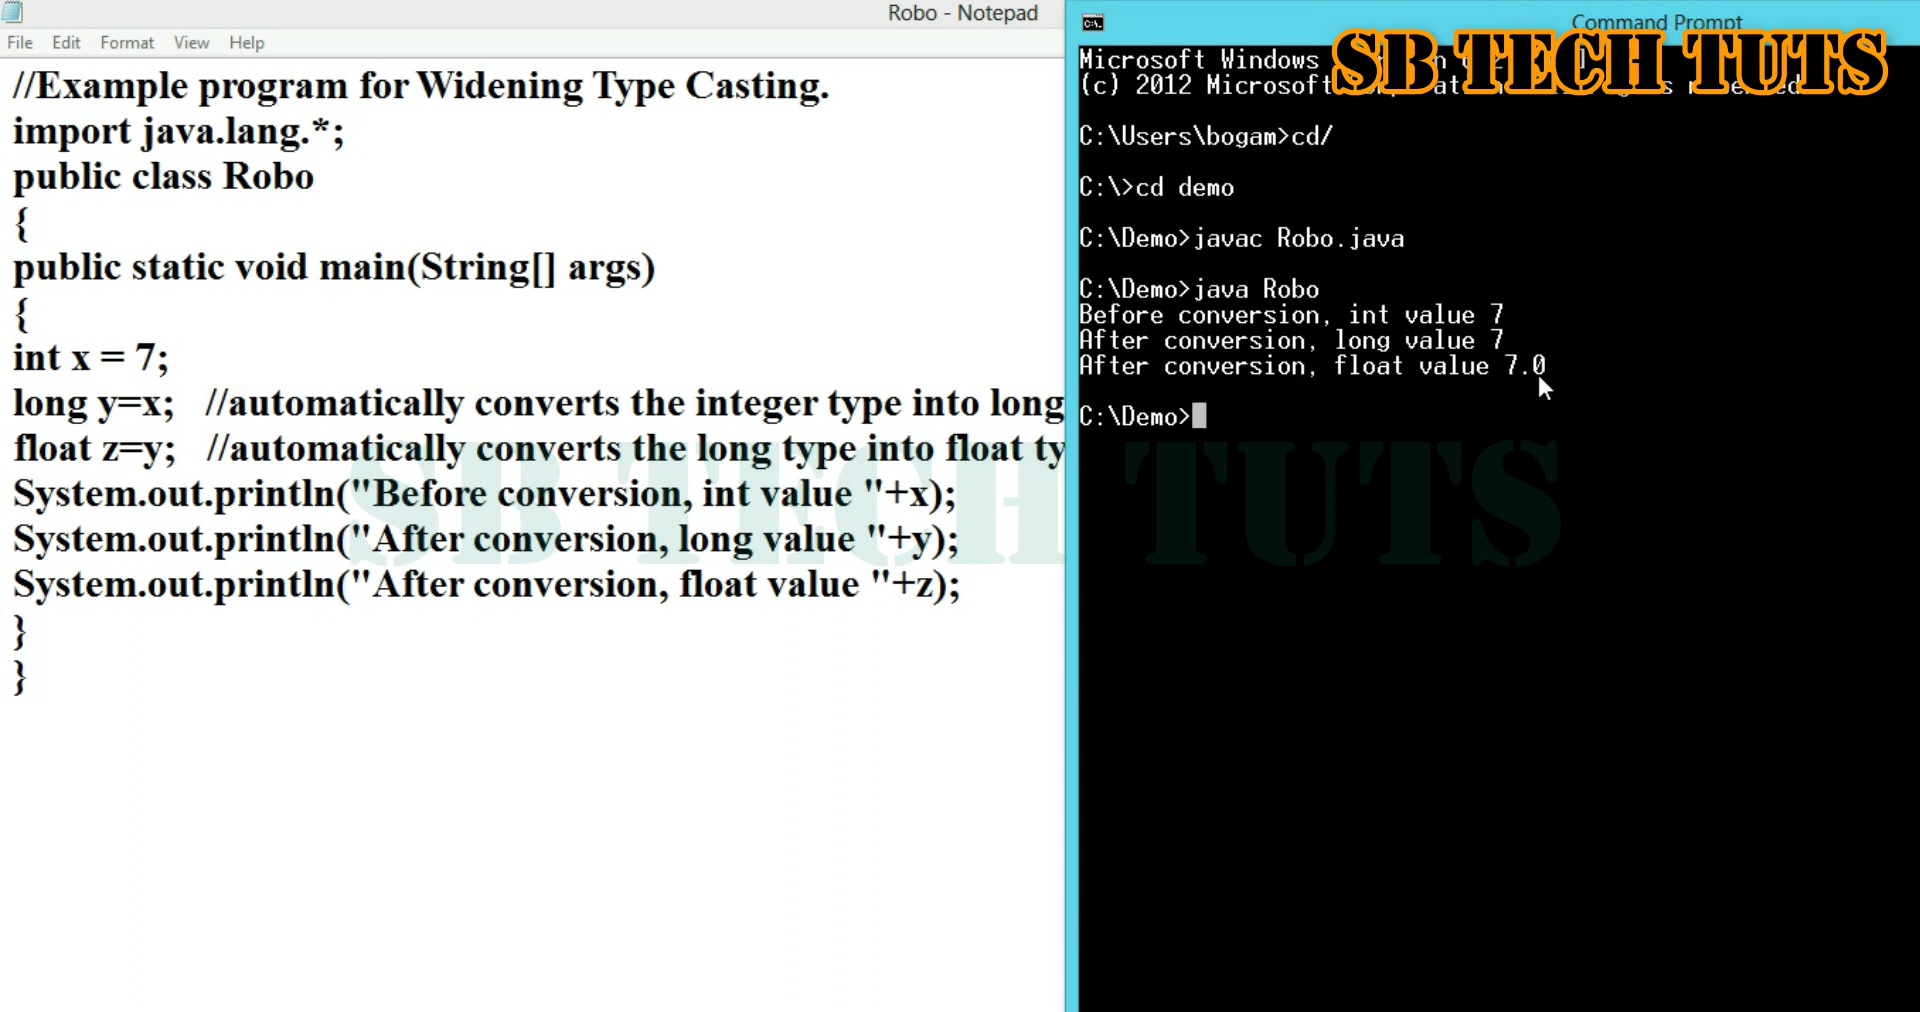 Robo - Notepad
File Edit Format View Help
//Example program for Widening Type Casting.
import java.lang.*;
public class Robo
{
public static void main(String[] args)
{
int x = 7;
long y=x; //automatically converts the integer type into long
float z=y; //automatically converts the long type into float ty
System.out.println("Before conversion, int value "+x);
System.out.println("After conversion, long value "+y);
System.out.println("After conversion, float value "+z);
}
}
Command Prompt
SB TECH TUTS
Microsoft Windows
(c) 2012 Microsoft
C:\Users\bogam>cd/
C:\>cd demo
C:\Demo>javac Robo.java
C:\Demo>java Robo
Before conversion, int value 7
After conversion, long value 7
After conversion, float value 7.0
C:\Demo>
SB TECH TUTS